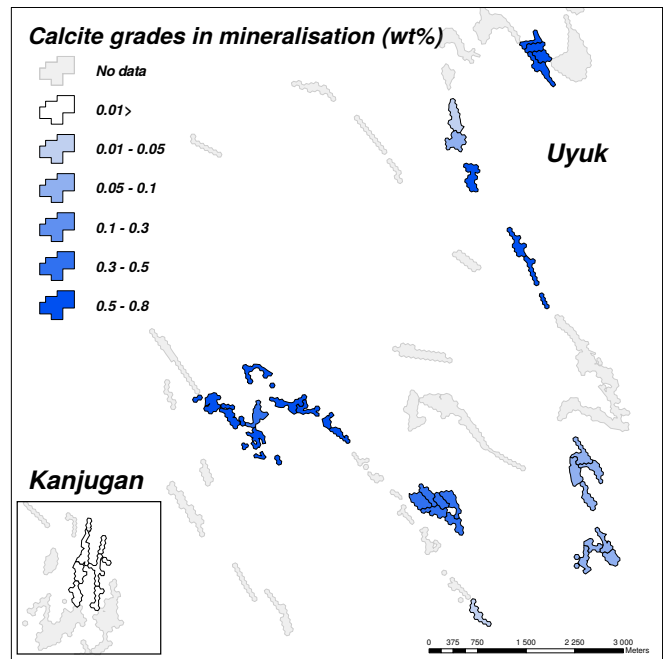 Calcite grades in mineralisation (wt%)
No data
0.01>
0.01 - 0.05
0.05 - 0.1
0.1 - 0.3
0.3 - 0.5
0.5 - 0.8
Uyuk
Kanjugan
0 375 750 1 500 2 250 3 000
Meters